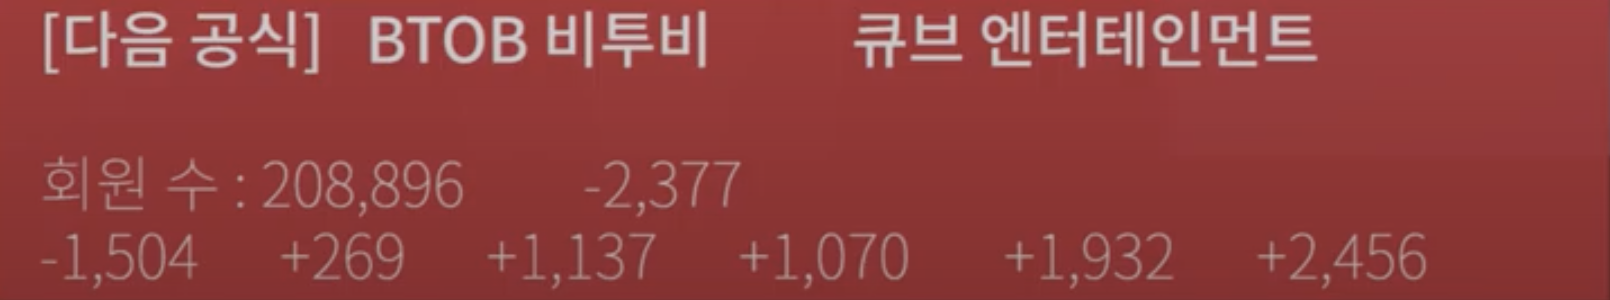 [다음 공식] BTOB 비투비 큐브 엔터테인먼트
회원 수 : 208,896 -2,377
-1,504 +269 +1,137 +1,070 +1,932 +2,456